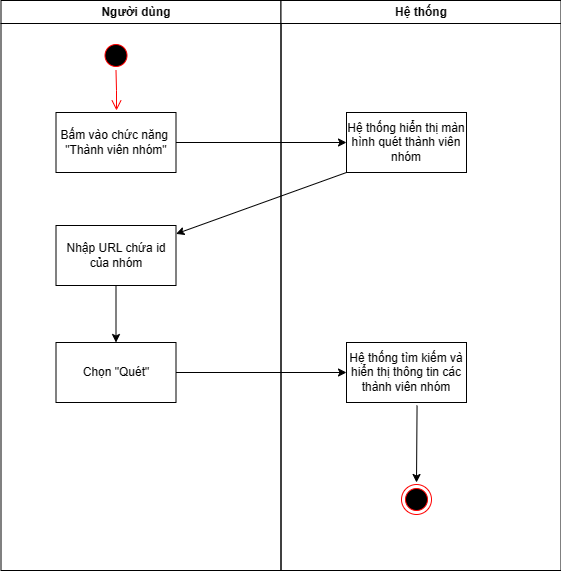 Người dùng
Hệ thống
Bấm vào chức năng
"Thành viên nhóm"
Hệ thống hiển thị màn
hình quét thành viên
nhóm
Nhập URL chứa id
của nhóm
Chọn "Quét"
Hệ thống tìm kiếm và
hiển thị thông tin các
thành viên nhóm